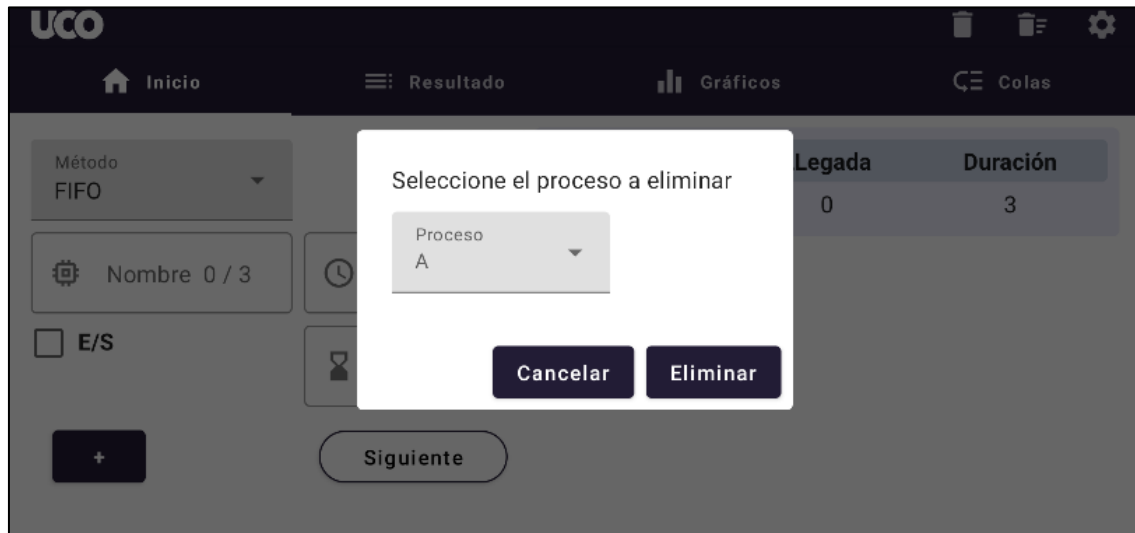 UCO
Inicio
Resultado
Gráficos
Colas
Método
FIFO
Legada
Duración
0
3
Nombre 0 / 3
E/S
Seleccione el proceso a eliminar
Proceso
A
Cancelar
Eliminar
+
Siguiente